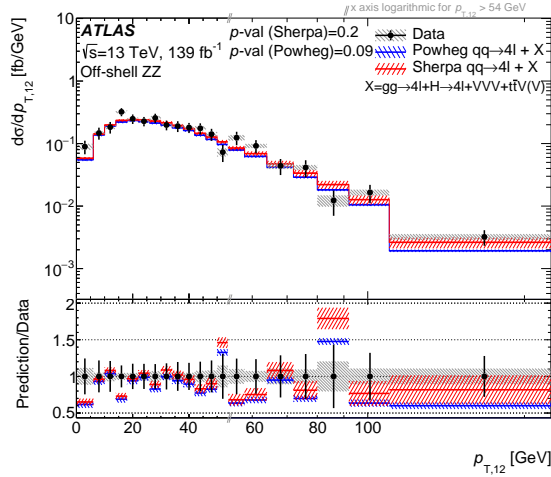 x axis logarithmic for p_T,12 > 54 GeV
ATLAS
√s=13 TeV, 139 fb⁻¹
Off-shell ZZ
p-val (Sherpa)=0.2
p-val (Powheg)=0.09
Data
Powheg qq→4l + X
Sherpa qq→4l + X
X=gg→4l+H→4l+VVV+tt̄V(V)
dσ/dp_T,12 [fb/GeV]
10
1
10⁻¹
10⁻²
10⁻³
Prediction/Data
2
1.5
1
0.5
0 20 40 60 80 100
p_T,12 [GeV]